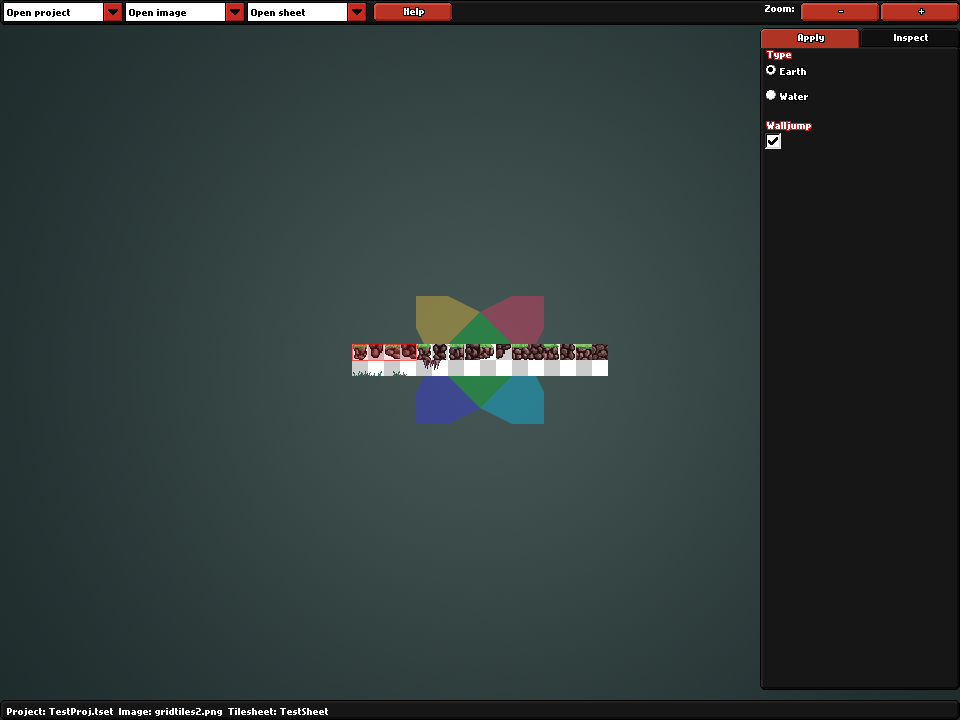 Open project Open image Open sheet Help Zoom: - +
Apply Inspect
Type
Earth
Water
Walljump
Project: TestProj.tset Image: gridtiles2.png Tilesheet: TestSheet